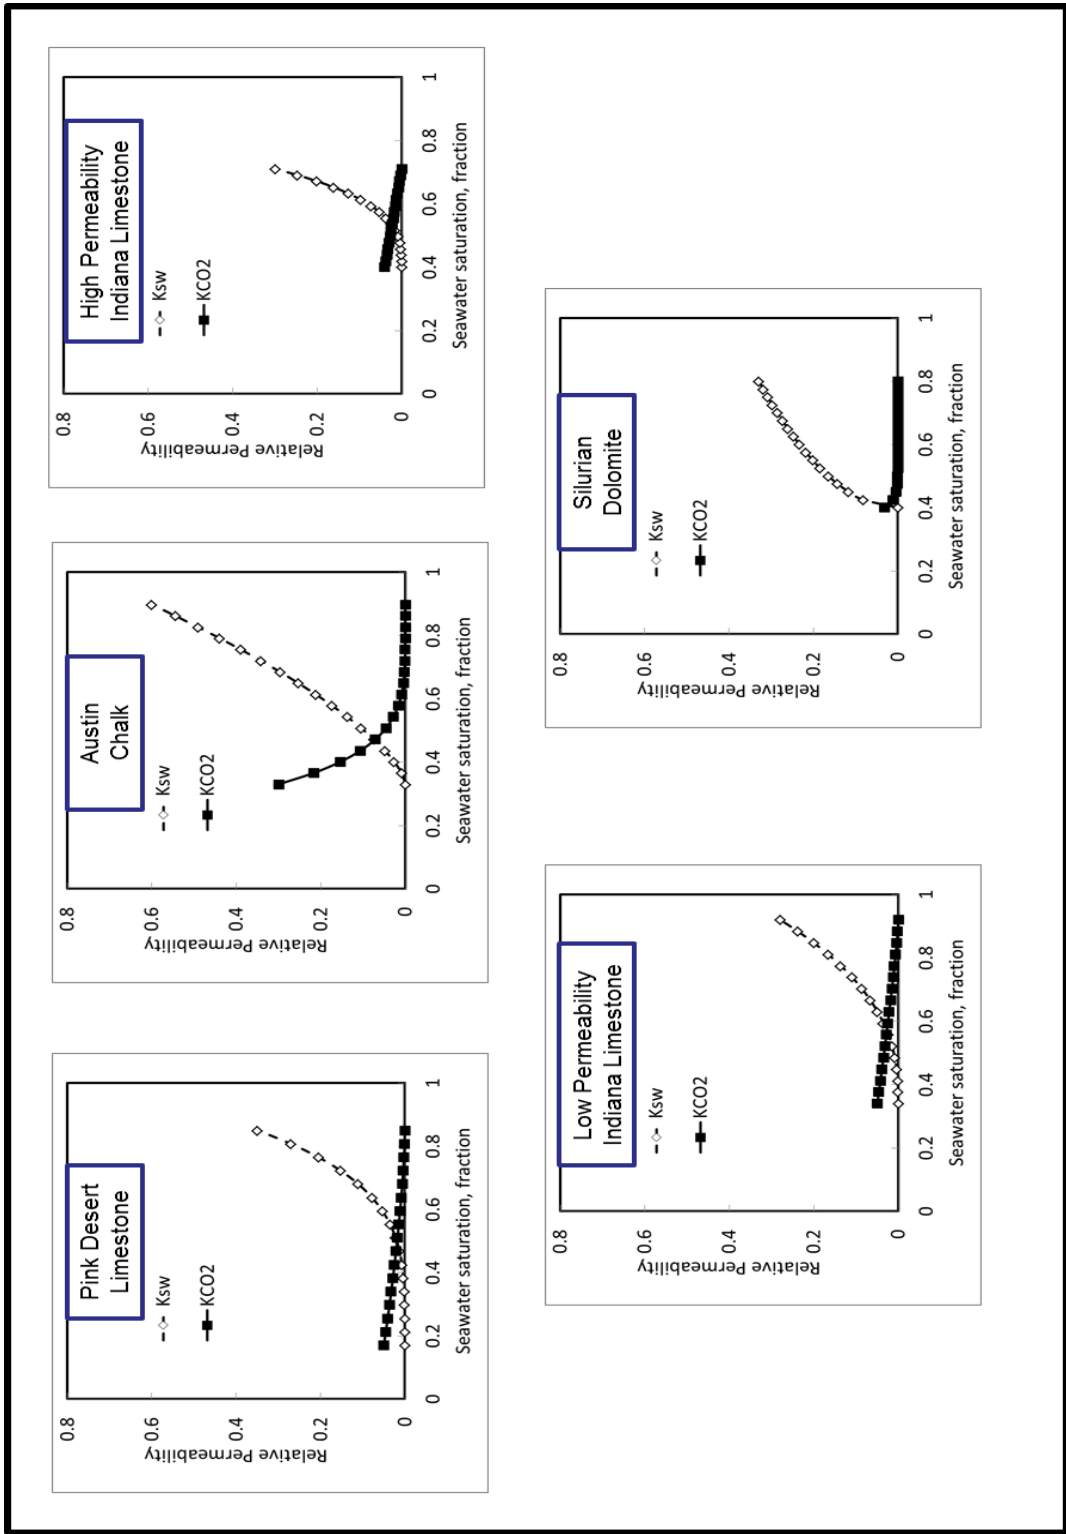 Pink Desert
Limestone
Ksw
KCO2
Relative Permeability
0.8
0.6
0.4
0.2
0
0
0.2
0.4
0.6
0.8
1
Seawater saturation, fraction
Austin
Chalk
Ksw
KCO2
Relative Permeability
0.8
0.6
0.4
0.2
0
0
0.2
0.4
0.6
0.8
1
Seawater saturation, fraction
High Permeability
Indiana Limestone
Ksw
KCO2
Relative Permeability
0.8
0.6
0.4
0.2
0
0
0.2
0.4
0.6
0.8
1
Seawater saturation, fraction
Low Permeability
Indiana Limestone
Ksw
KCO2
Relative Permeability
0.8
0.6
0.4
0.2
0
0
0.2
0.4
0.6
0.8
1
Seawater saturation, fraction
Silurian
Dolomite
Ksw
KCO2
Relative Permeability
0.8
0.6
0.4
0.2
0
0
0.2
0.4
0.6
0.8
1
Seawater saturation, fraction